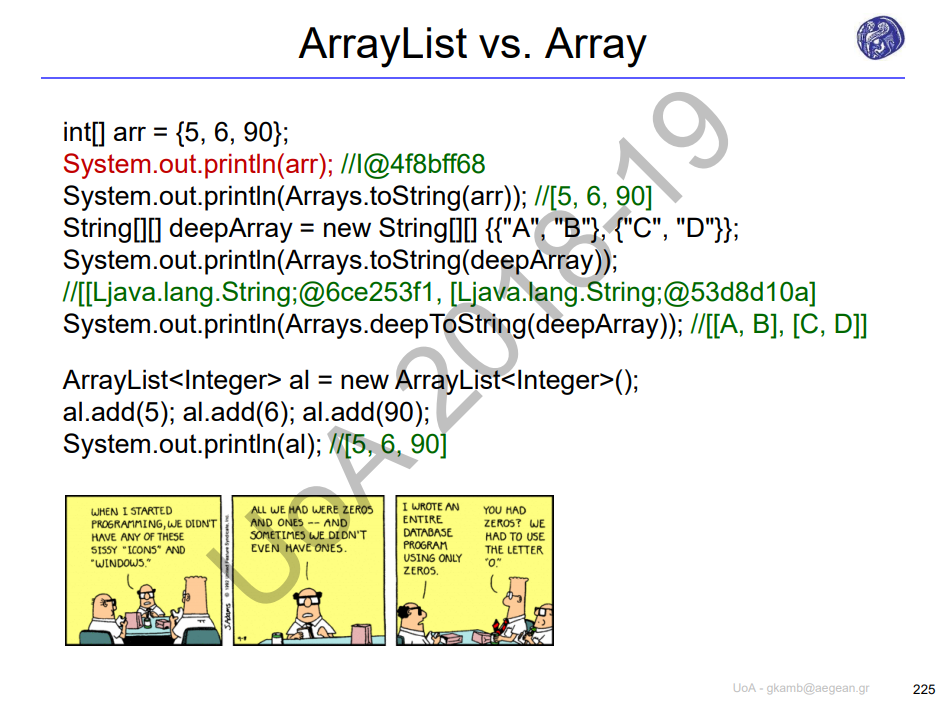 ArrayList vs. Array
int[] arr = {5, 6, 90};
System.out.println(arr); //I@4f8bff68
System.out.println(Arrays.toString(arr)); //[5, 6, 90]
String[][] deepArray = new String[][] {{"A", "B"}, {"C", "D"}};
System.out.println(Arrays.toString(deepArray));
//[[Ljava.lang.String;@6ce253f1, [Ljava.lang.String;@53d8d10a]
System.out.println(Arrays.deepToString(deepArray)); //[[A, B], [C, D]]
ArrayList<Integer> al = new ArrayList<Integer>();
al.add(5); al.add(6); al.add(90);
System.out.println(al); //[5, 6, 90]
UoA 2018-19
WHEN I STARTED
PROGRAMMING, WE DIDN'T
HAVE ANY OF THESE
SISSY "ICONS" AND
"WINDOWS."
ALL WE HAD WERE ZEROS
AND ONES -- AND
SOMETIMES WE DIDN'T
EVEN HAVE ONES.
I WROTE AN
ENTIRE
DATABASE
PROGRAM
USING ONLY
ZEROS.
YOU HAD
ZEROS? WE
HAD TO USE
THE LETTER
"O."
S.Adams
UoA - gkamb@aegean.gr
225